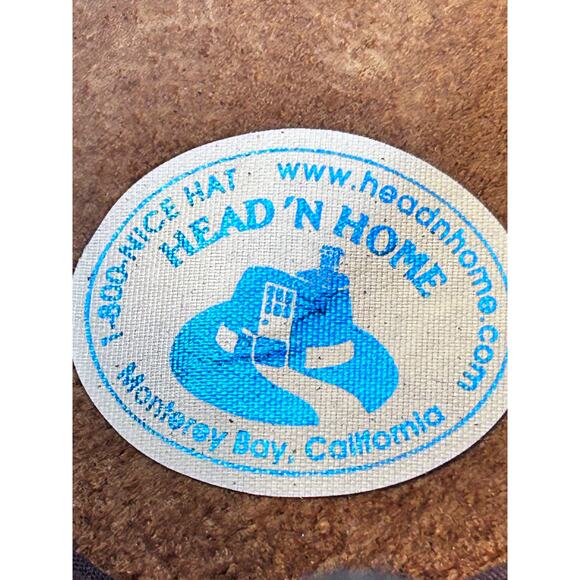 1-800-NICE HAT
www.headnhome.com
HEAD 'N HOME
Monterey Bay, California